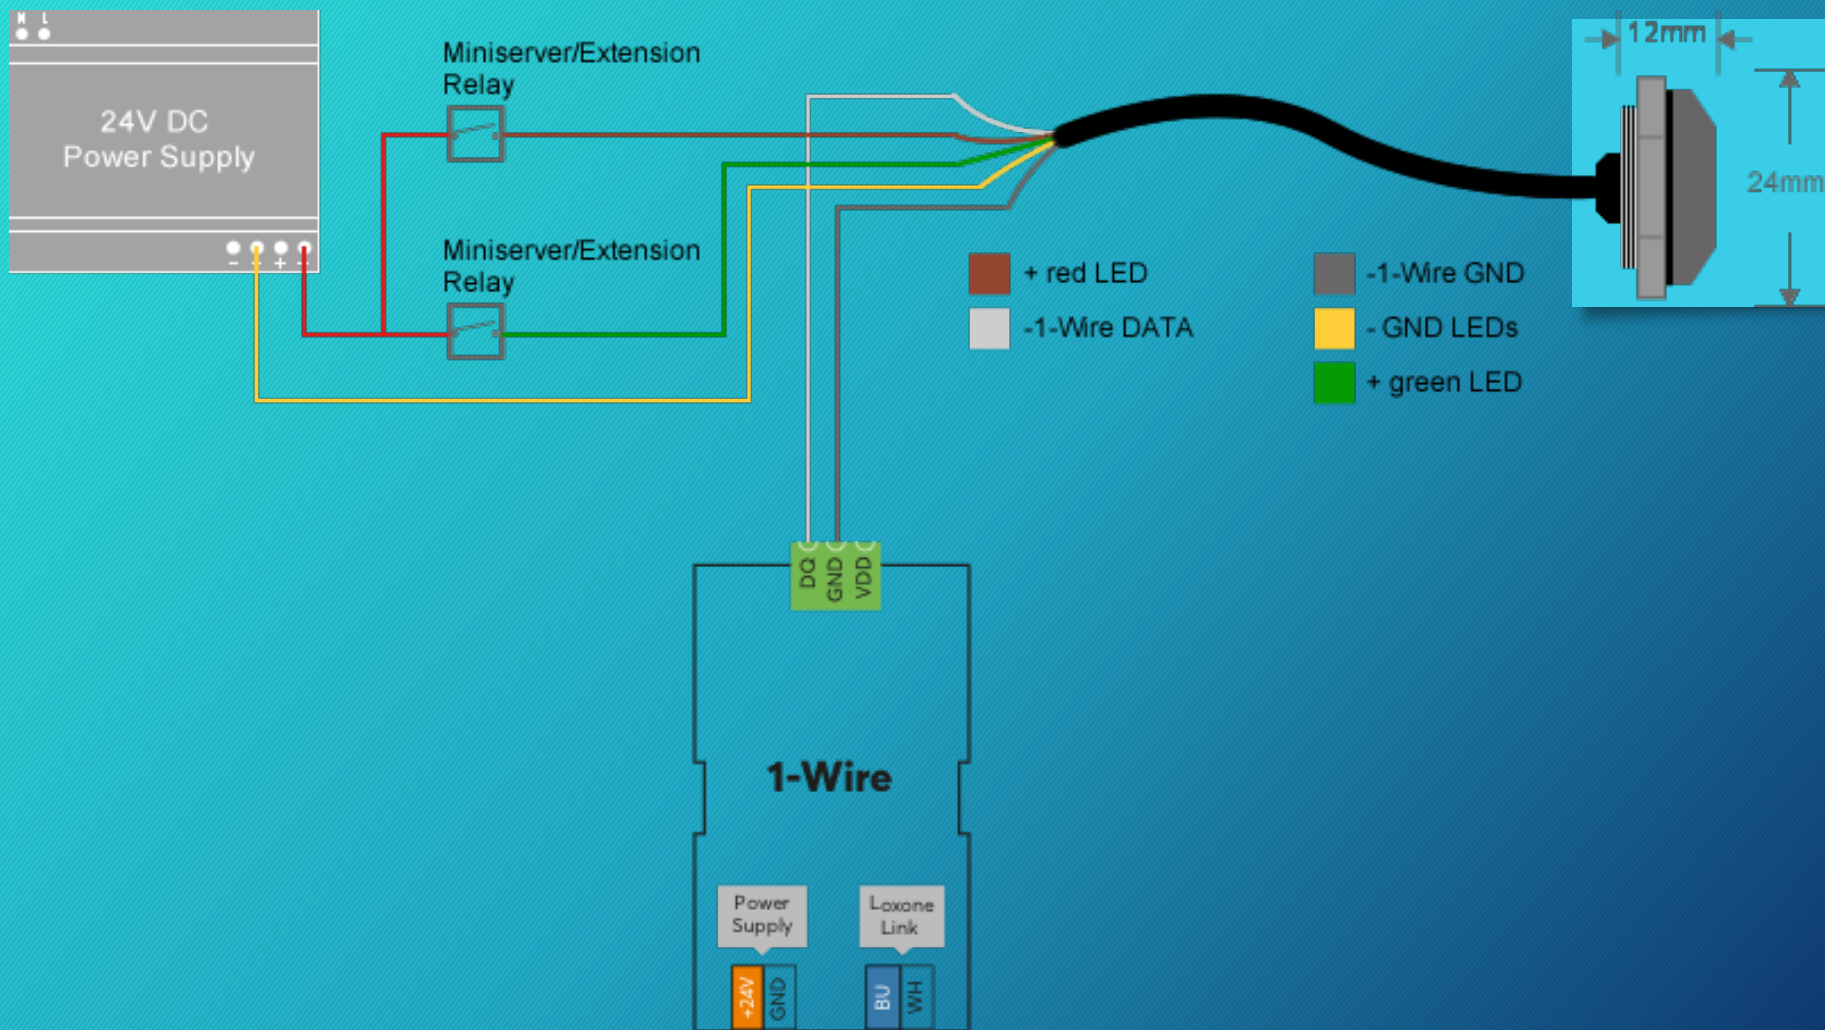 N L
24V DC
Power Supply
- - + +
Miniserver/Extension
Relay
Miniserver/Extension
Relay
12mm
24mm
+ red LED
-1-Wire DATA
-1-Wire GND
- GND LEDs
+ green LED
DQ
GND
VDD
1-Wire
Power
Supply
Loxone
Link
+24V
GND
BU
WH